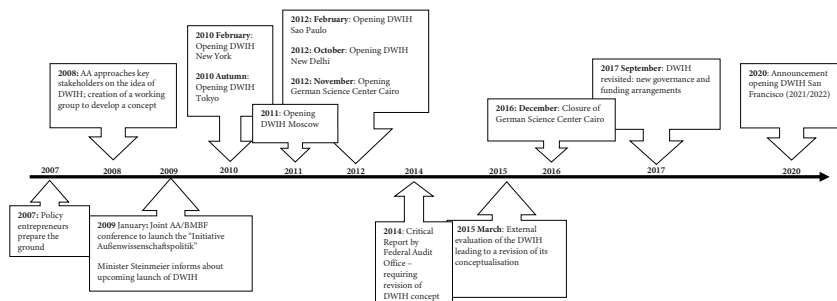 2008: AA approaches key
stakeholders on the idea of
DWIH; creation of a working
group to develop a concept
2010 February:
Opening DWIH
New York
2010 Autumn:
Opening DWIH
Tokyo
2011: Opening
DWIH Moscow
2012: February: Opening DWIH
Sao Paulo
2012: October: Opening DWIH
New Delhi
2012: November: Opening
German Science Center Cairo
2016: December: Closure of
German Science Center Cairo
2017 September: DWIH
revisited: new governance and
funding arrangements
2020: Announcement
opening DWIH San
Francisco (2021/2022)
2007 2008 2009 2010 2011 2012 2014 2015 2016 2017 2020
2007: Policy
entrepreneurs
prepare the
ground
2009 January: Joint AA/BMBF
conference to launch the "Initiative
Außenwissenschaftspolitik"
Minister Steinmeier informs about
upcoming launch of DWIH
2014: Critical
Report by
Federal Audit
Office –
requiring
revision of
DWIH concept
2015 March: External
evaluation of the DWIH
leading to a revision of its
conceptualisation